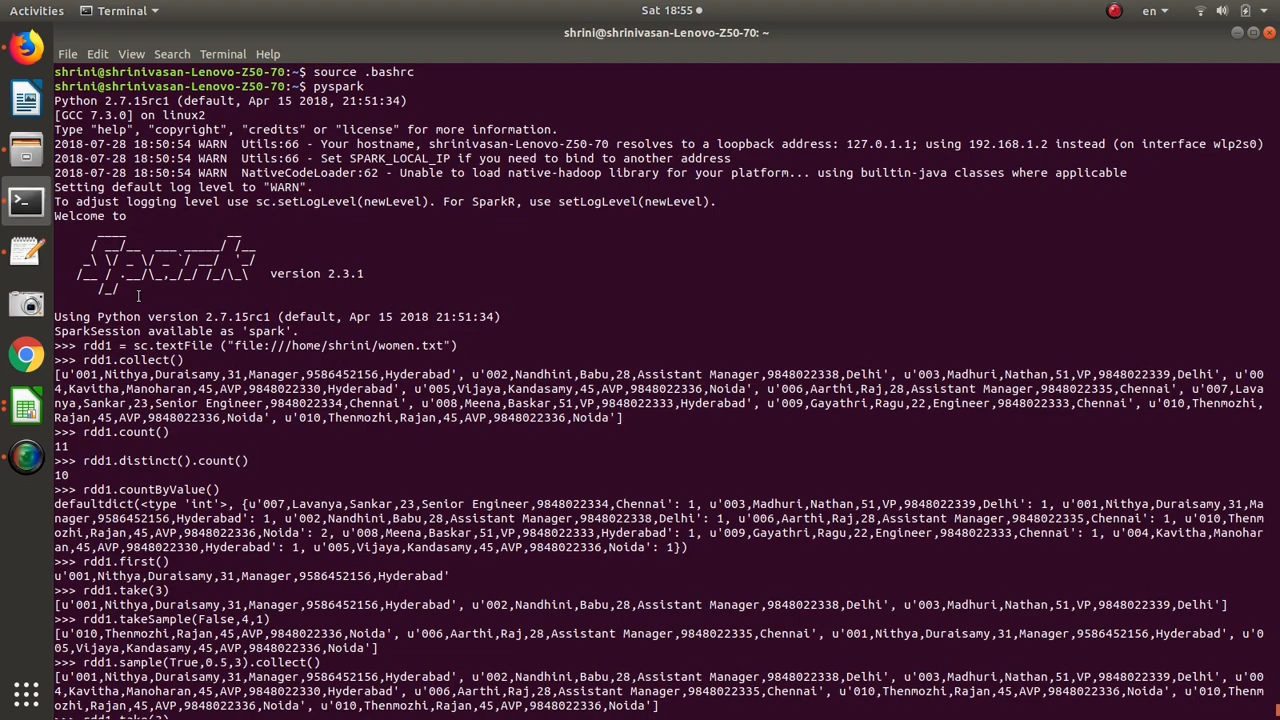 Activities Terminal Sat 18:55 en
shrini@shrinivasan-Lenovo-Z50-70: ~
File Edit View Search Terminal Help
shrini@shrinivasan-Lenovo-Z50-70:~$ source .bashrc
shrini@shrinivasan-Lenovo-Z50-70:~$ pyspark
Python 2.7.15rc1 (default, Apr 15 2018, 21:51:34)
[GCC 7.3.0] on linux2
Type "help", "copyright", "credits" or "license" for more information.
2018-07-28 18:50:54 WARN  Utils:66 - Your hostname, shrinivasan-Lenovo-Z50-70 resolves to a loopback address: 127.0.1.1; using 192.168.1.2 instead (on interface wlp2s0)
2018-07-28 18:50:54 WARN  Utils:66 - Set SPARK_LOCAL_IP if you need to bind to another address
2018-07-28 18:50:54 WARN  NativeCodeLoader:62 - Unable to load native-hadoop library for your platform... using builtin-java classes where applicable
Setting default log level to "WARN".
To adjust logging level use sc.setLogLevel(newLevel). For SparkR, use setLogLevel(newLevel).
Welcome to
Spark version 2.3.1
Using Python version 2.7.15rc1 (default, Apr 15 2018 21:51:34)
SparkSession available as 'spark'.
>>> rdd1 = sc.textFile ("file:///home/shrini/women.txt")
>>> rdd1.collect()
[u'001,Nithya,Duraisamy,31,Manager,9586452156,Hyderabad', u'002,Nandhini,Babu,28,Assistant Manager,9848022338,Delhi', u'003,Madhuri,Nathan,51,VP,9848022339,Delhi', u'00
4,Kavitha,Manoharan,45,AVP,9848022330,Hyderabad', u'005,Vijaya,Kandasamy,45,AVP,9848022336,Noida', u'006,Aarthi,Raj,28,Assistant Manager,9848022335,Chennai', u'007,Lava
nya,Sankar,23,Senior Engineer,9848022334,Chennai', u'008,Meena,Baskar,51,VP,9848022333,Hyderabad', u'009,Gayathri,Ragu,22,Engineer,9848022333,Chennai', u'010,Thenmozhi,
Rajan,45,AVP,9848022336,Noida', u'010,Thenmozhi,Rajan,45,AVP,9848022336,Noida']
>>> rdd1.count()
11
>>> rdd1.distinct().count()
10
>>> rdd1.countByValue()
defaultdict(<type 'int'>, {u'007,Lavanya,Sankar,23,Senior Engineer,9848022334,Chennai': 1, u'003,Madhuri,Nathan,51,VP,9848022339,Delhi': 1, u'001,Nithya,Duraisamy,31,Ma
nager,9586452156,Hyderabad': 1, u'002,Nandhini,Babu,28,Assistant Manager,9848022338,Delhi': 1, u'006,Aarthi,Raj,28,Assistant Manager,9848022335,Chennai': 1, u'010,Thenm
ozhi,Rajan,45,AVP,9848022336,Noida': 2, u'008,Meena,Baskar,51,VP,9848022333,Hyderabad': 1, u'009,Gayathri,Ragu,22,Engineer,9848022333,Chennai': 1, u'004,Kavitha,Manohar
an,45,AVP,9848022330,Hyderabad': 1, u'005,Vijaya,Kandasamy,45,AVP,9848022336,Noida': 1})
>>> rdd1.first()
u'001,Nithya,Duraisamy,31,Manager,9586452156,Hyderabad'
>>> rdd1.take(3)
[u'001,Nithya,Duraisamy,31,Manager,9586452156,Hyderabad', u'002,Nandhini,Babu,28,Assistant Manager,9848022338,Delhi', u'003,Madhuri,Nathan,51,VP,9848022339,Delhi']
>>> rdd1.takeSample(False,4,1)
[u'010,Thenmozhi,Rajan,45,AVP,9848022336,Noida', u'006,Aarthi,Raj,28,Assistant Manager,9848022335,Chennai', u'001,Nithya,Duraisamy,31,Manager,9586452156,Hyderabad', u'0
05,Vijaya,Kandasamy,45,AVP,9848022336,Noida']
>>> rdd1.sample(True,0.5,3).collect()
[u'001,Nithya,Duraisamy,31,Manager,9586452156,Hyderabad', u'002,Nandhini,Babu,28,Assistant Manager,9848022338,Delhi', u'003,Madhuri,Nathan,51,VP,9848022339,Delhi', u'00
4,Kavitha,Manoharan,45,AVP,9848022330,Hyderabad', u'006,Aarthi,Raj,28,Assistant Manager,9848022335,Chennai', u'010,Thenmozhi,Rajan,45,AVP,9848022336,Noida', u'010,Thenm
ozhi,Rajan,45,AVP,9848022336,Noida']